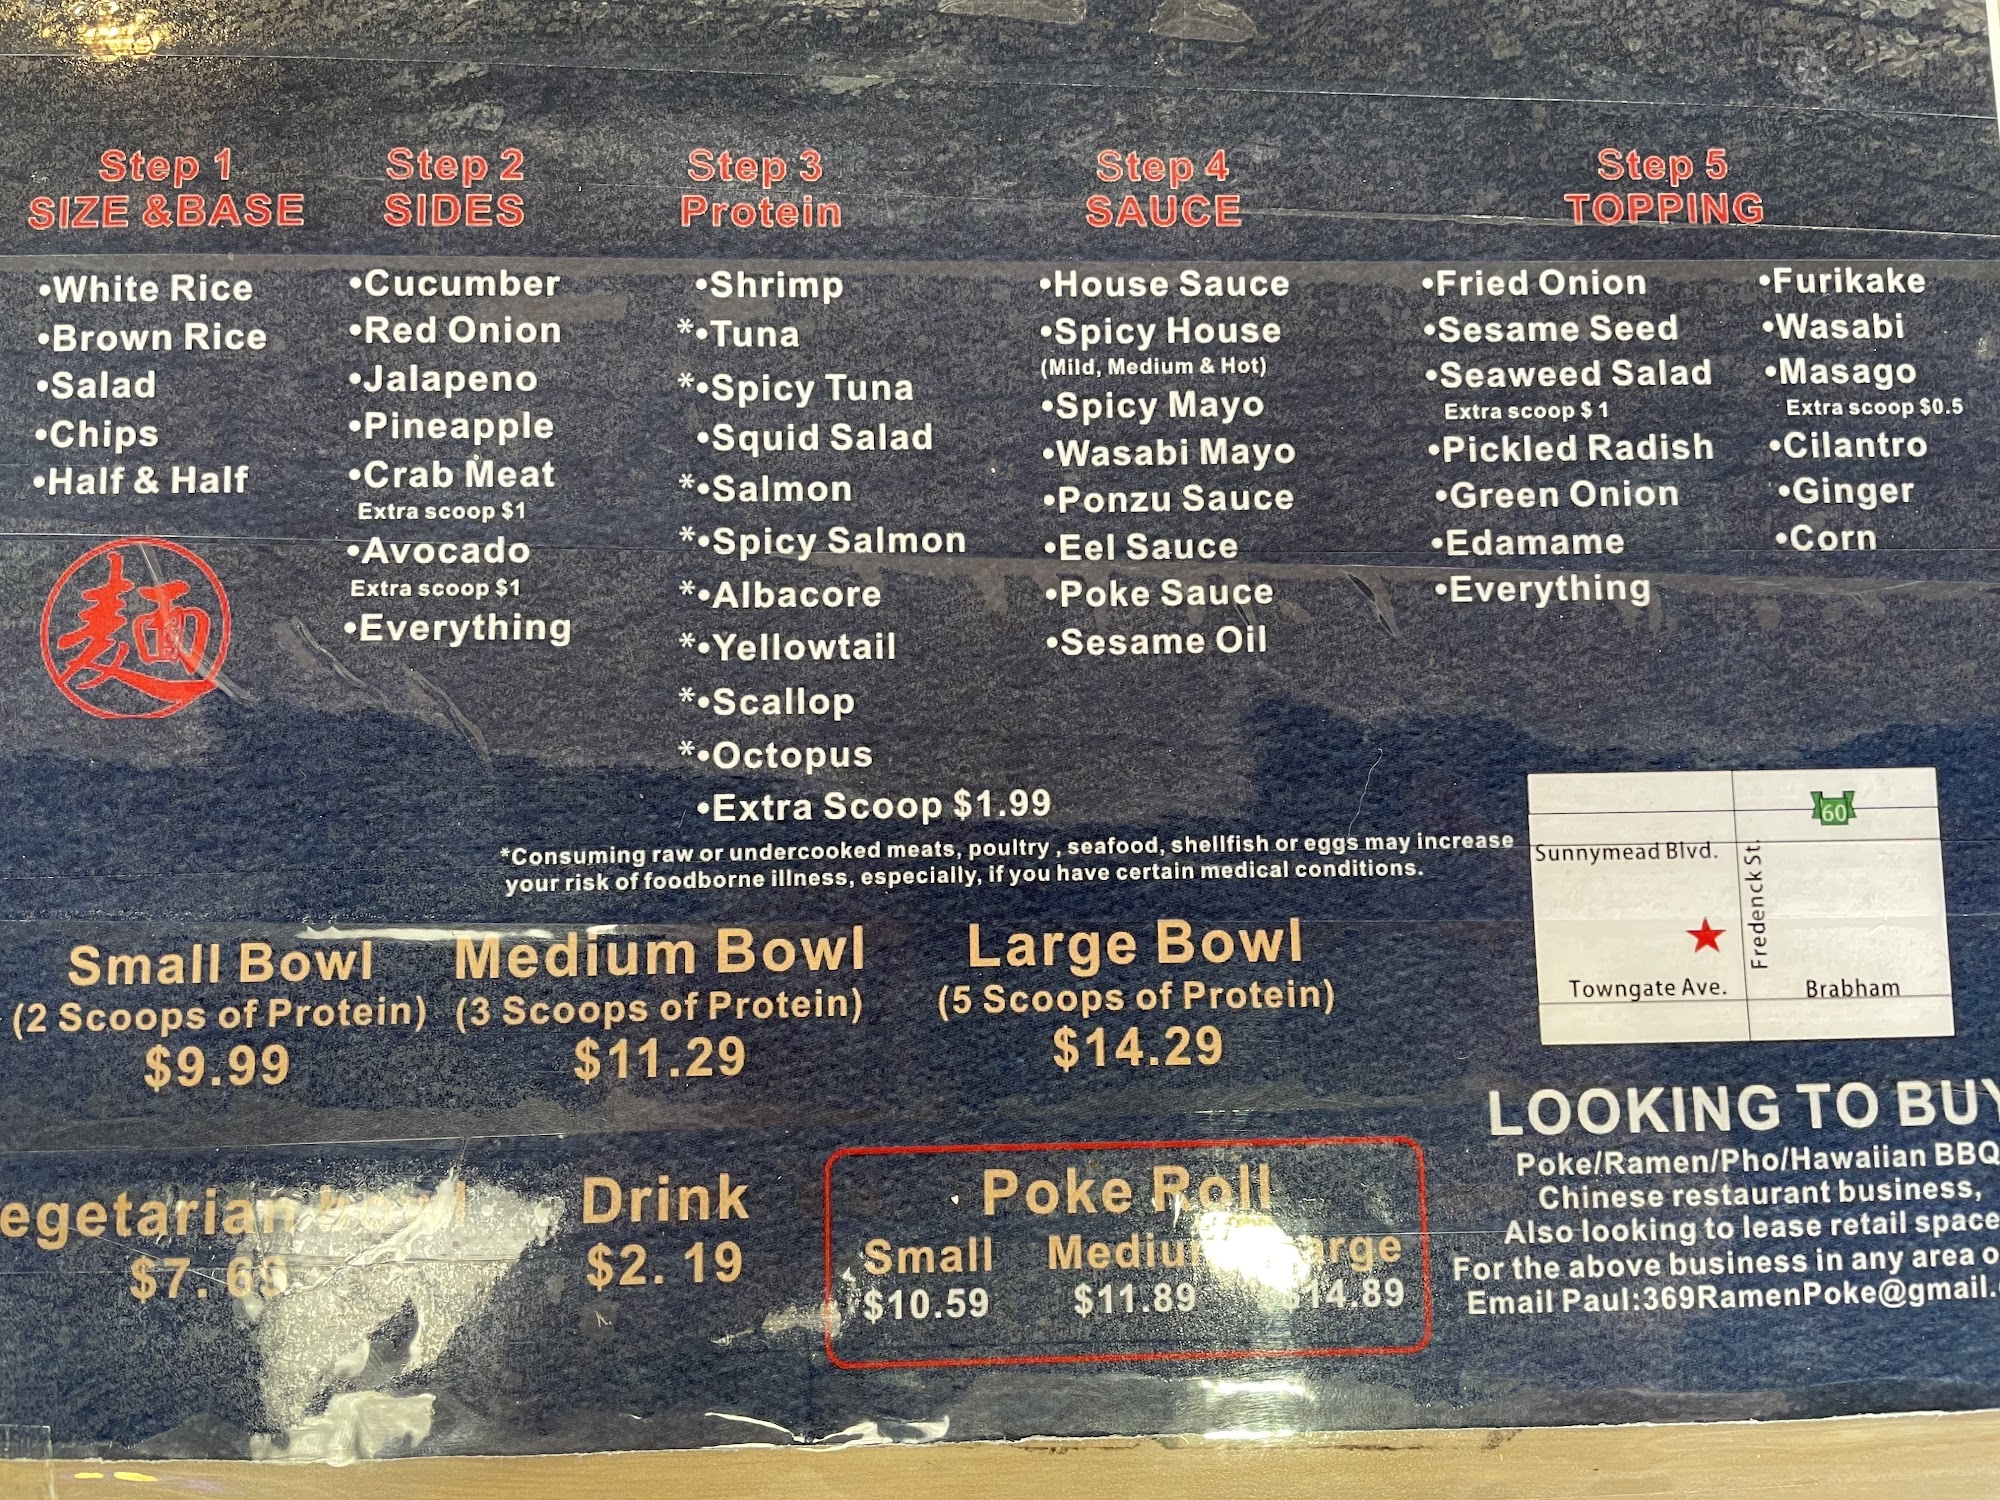 Step 1
SIZE &BASE
•White Rice
•Brown Rice
•Salad
•Chips
•Half & Half
麺
Step 2
SIDES
•Cucumber
•Red Onion
•Jalapeno
•Pineapple
•Crab Meat
Extra scoop $1
•Avocado
Extra scoop $1
•Everything
Step 3
Protein
•Shrimp
*•Tuna
*•Spicy Tuna
•Squid Salad
*•Salmon
*•Spicy Salmon
*•Albacore
*•Yellowtail
*•Scallop
*•Octopus
•Extra Scoop $1.99
Step 4
SAUCE
•House Sauce
•Spicy House
(Mild, Medium & Hot)
•Spicy Mayo
•Wasabi Mayo
•Ponzu Sauce
•Eel Sauce
•Poke Sauce
•Sesame Oil
Step 5
TOPPING
•Fried Onion
•Sesame Seed
•Seaweed Salad
Extra scoop $1
•Pickled Radish
•Green Onion
•Edamame
•Everything
•Furikake
•Wasabi
•Masago
Extra scoop $0.5
•Cilantro
•Ginger
•Corn
*Consuming raw or undercooked meats, poultry , seafood, shellfish or eggs may increase
your risk of foodborne illness, especially, if you have certain medical conditions.
Small Bowl
(2 Scoops of Protein)
$9.99
Medium Bowl
(3 Scoops of Protein)
$11.29
Large Bowl
(5 Scoops of Protein)
$14.29
60
Sunnymead Blvd.
Frederick St.
Towngate Ave.
Brabham
egetarian bowl
$7. 69
Drink
$2. 19
Poke Roll
Small
$10.59
Medium
$11.89
Large
$14.89
LOOKING TO BUY
Poke/Ramen/Pho/Hawaiian BBQ
Chinese restaurant business,
Also looking to lease retail space
For the above business in any area o
Email Paul:369RamenPoke@gmail.